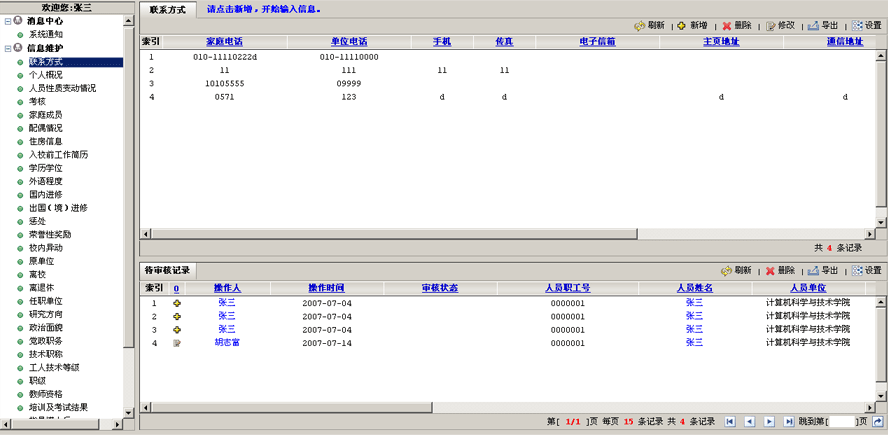 欢迎您:张三
消息中心
系统通知
信息维护
联系方式
个人概况
人员性质变动情况
考核
家庭成员
配偶情况
住房信息
入校前工作简历
学历学位
外语程度
国内进修
出国(境)进修
惩处
荣誉性奖励
校内异动
原单位
离校
离退休
任职单位
研究方向
政治面貌
党政职务
技术职称
工人技术等级
职级
教师资格
培训及考试结果
联系方式 请点击新增，开始输入信息。
刷新 | 新增 | 删除 | 修改 | 导出 | 设置
索引 家庭电话 单位电话 手机 传真 电子信箱 主页地址 通信地址
1 010-11110222d 010-11110000
2 11 111 11 11
3 10105555 09999
4 0571 123 d d d d
共 4 条记录
待审核记录
刷新 | 删除 | 导出 | 设置
索引 O 操作人 操作时间 审核状态 人员职工号 人员姓名 人员单位
1 张三 2007-07-04 0000001 张三 计算机科学与技术学院
2 张三 2007-07-04 0000001 张三 计算机科学与技术学院
3 张三 2007-07-04 0000001 张三 计算机科学与技术学院
4 胡志富 2007-07-14 0000001 张三 计算机科学与技术学院
第[ 1/1 ]页 每页 15 条记录 共 4 条记录 跳到第[ ]页